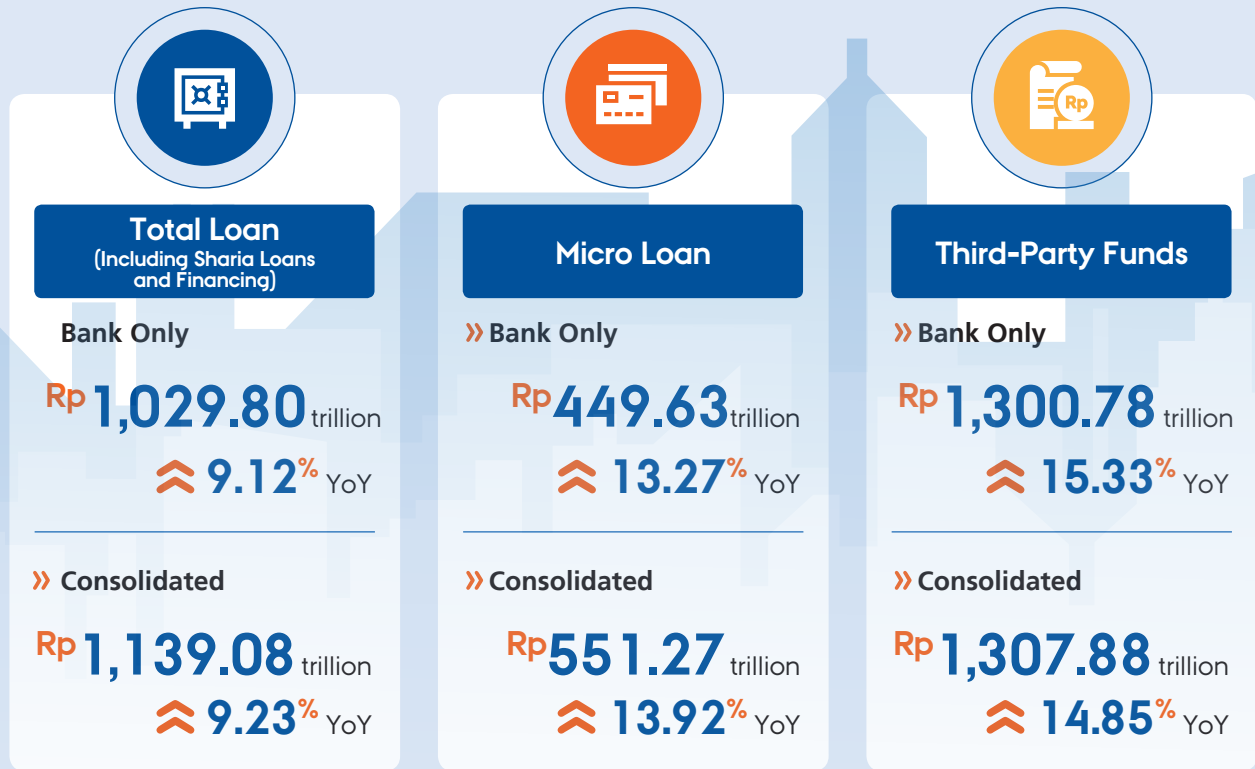 Total Loan
(Including Sharia Loans
and Financing)
Bank Only
Rp 1,029.80 trillion
9.12% YoY
» Consolidated
Rp 1,139.08 trillion
9.23% YoY
Micro Loan
» Bank Only
Rp 449.63 trillion
13.27% YoY
» Consolidated
Rp 551.27 trillion
13.92% YoY
Rp
Third-Party Funds
» Bank Only
Rp 1,300.78 trillion
15.33% YoY
» Consolidated
Rp 1,307.88 trillion
14.85% YoY